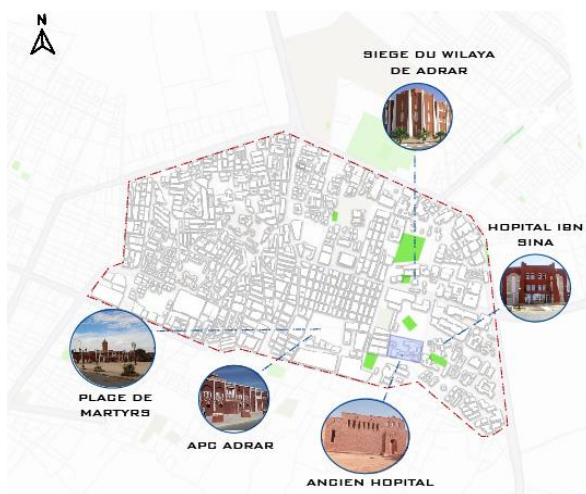 N
SIEGE DU WILAYA
DE ADRAR
HOPITAL IBN
SINA
PLACE DE
MARTYRS
APC ADRAR
ANCIEN HOPITAL